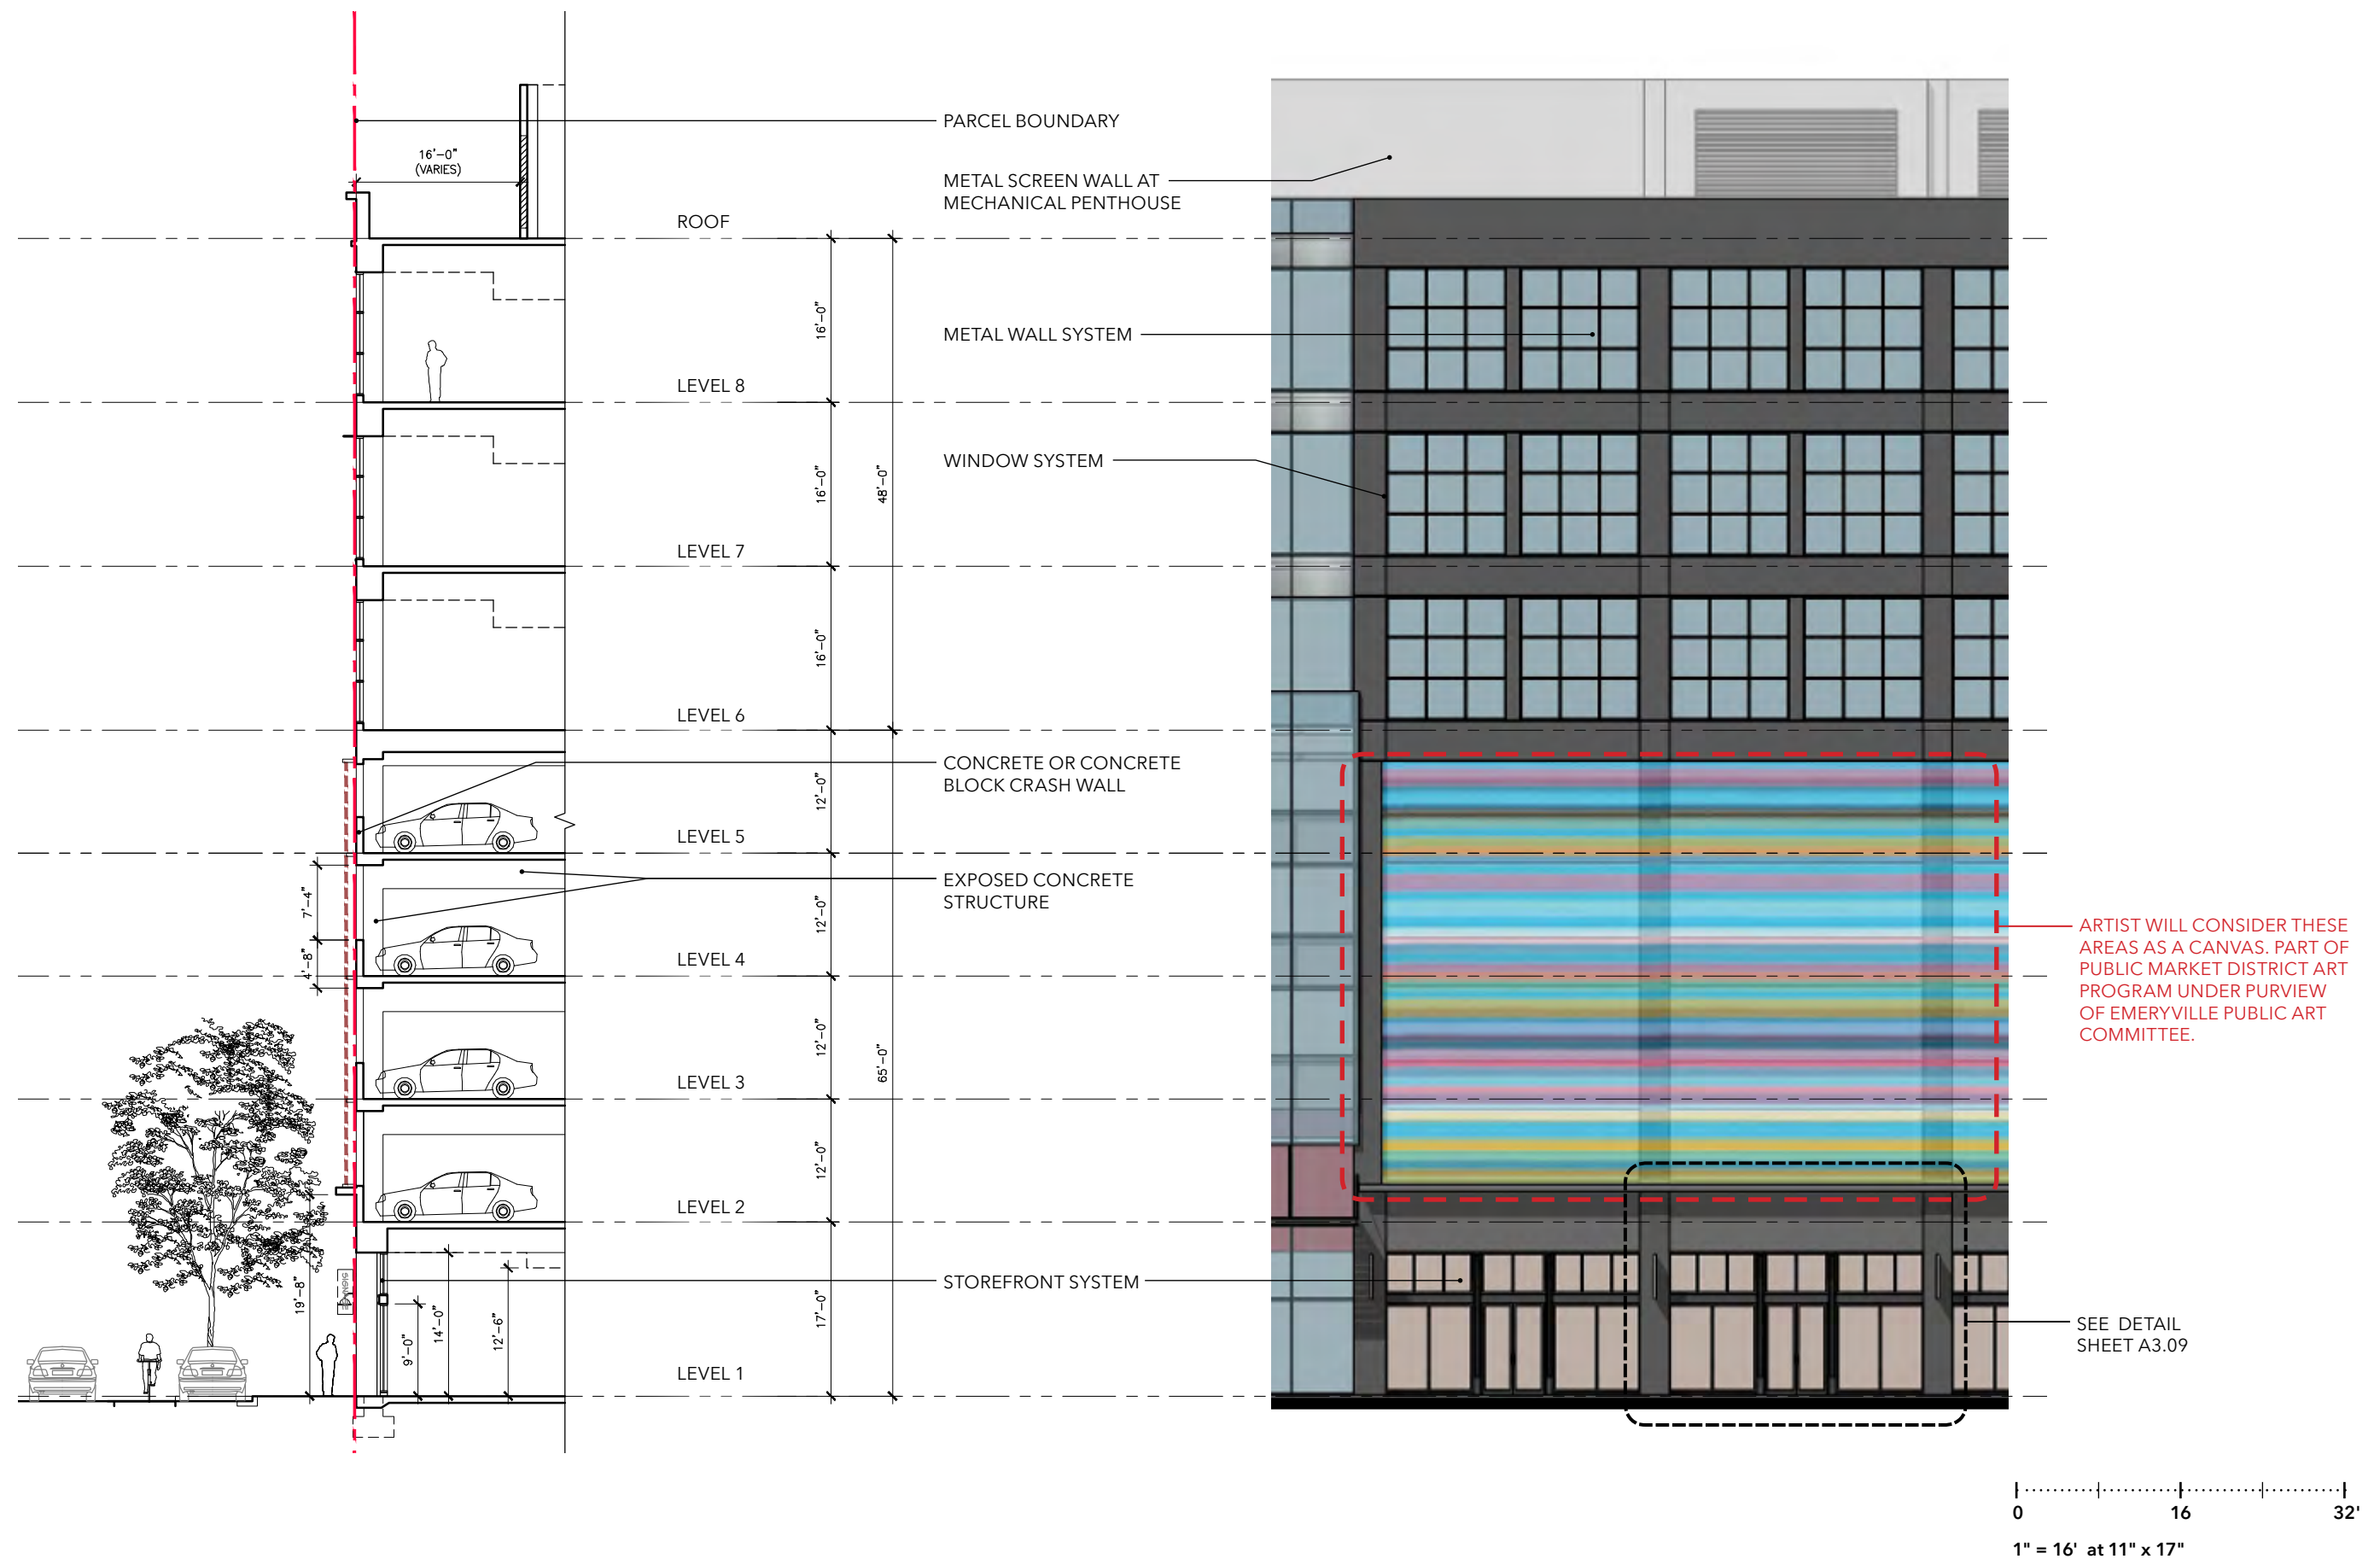 PARCEL BOUNDARY
16'-0"
(VARIES)
METAL SCREEN WALL AT
MECHANICAL PENTHOUSE
ROOF
16'-0"
METAL WALL SYSTEM
LEVEL 8
WINDOW SYSTEM
16'-0"
48'-0"
LEVEL 7
16'-0"
LEVEL 6
CONCRETE OR CONCRETE
BLOCK CRASH WALL
12'-0"
LEVEL 5
EXPOSED CONCRETE
STRUCTURE
7'-4"
12'-0"
ARTIST WILL CONSIDER THESE
AREAS AS A CANVAS. PART OF
PUBLIC MARKET DISTRICT ART
PROGRAM UNDER PURVIEW
OF EMERYVILLE PUBLIC ART
COMMITTEE.
4'-8"
LEVEL 4
12'-0"
65'-0"
LEVEL 3
12'-0"
LEVEL 2
SIGNAGE
19'-8"
STOREFRONT SYSTEM
17'-0"
14'-0"
12'-6"
9'-0"
SEE DETAIL
SHEET A3.09
LEVEL 1
0 16 32'
1" = 16' at 11" x 17"